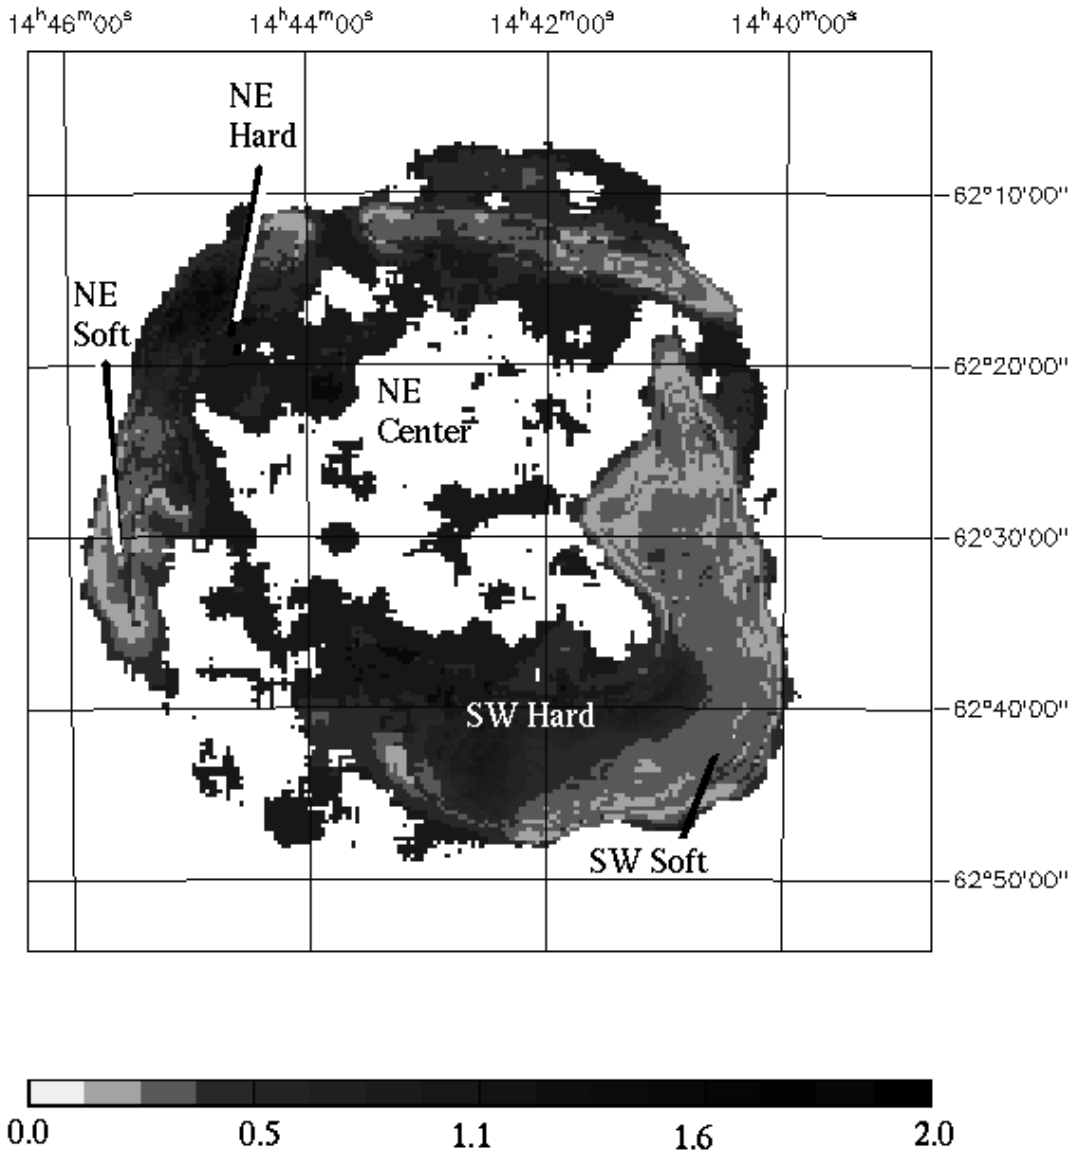 14ʰ46ᵐ00ˢ 14ʰ44ᵐ00ˢ 14ʰ42ᵐ00ˢ 14ʰ40ᵐ00ˢ
NE
Hard
62°10'00"
NE
Soft
62°20'00"
NE
Center
62°30'00"
SW Hard
62°40'00"
SW Soft
62°50'00"
0.0 0.5 1.1 1.6 2.0